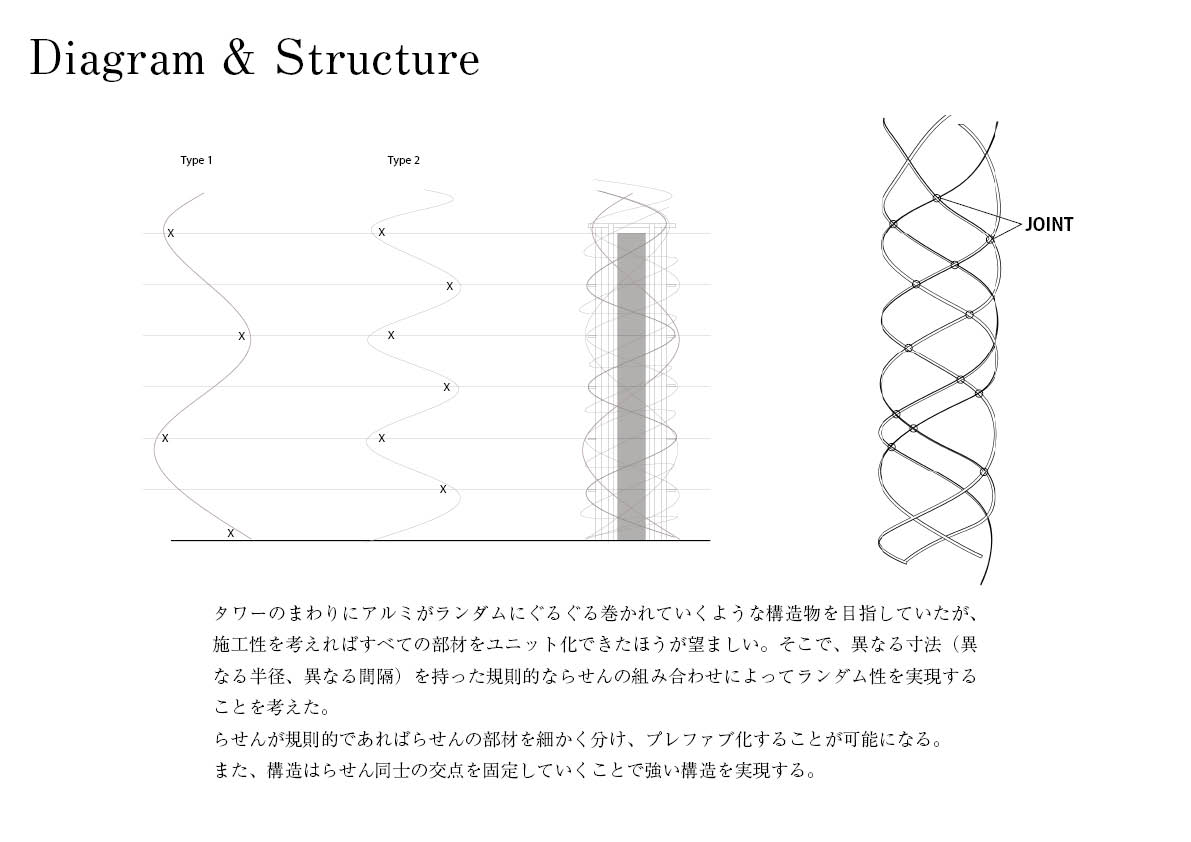 Diagram & Structure
Type 1
Type 2
X
X
X
X
X
X
X
X
X
X
JOINT
タワーのまわりにアルミがランダムにぐるぐる巻かれていくような構造物を目指していたが、
施工性を考えればすべての部材をユニット化できたほうが望ましい。そこで、異なる寸法（異
なる半径、異なる間隔）を持った規則的ならせんの組み合わせによってランダム性を実現する
ことを考えた。
らせんが規則的であればらせんの部材を細かく分け、プレファブ化することが可能になる。
また、構造はらせん同士の交点を固定していくことで強い構造を実現する。